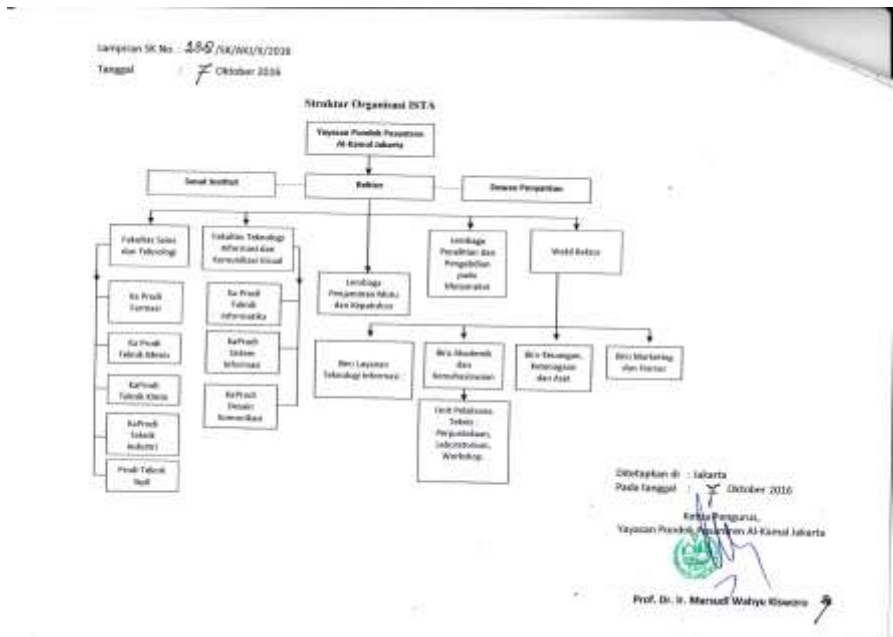 Lampiran SK No. : /SK/AKJ/X/2016
Tanggal : 7 Oktober 2016
Struktur Organisasi ISTA
Yayasan Pondok Pesantren
Al-Kamal Jakarta
Senat Institut
Rektor
Dewan Penyantun
Fakultas Sains
dan Teknologi
Fakultas Teknologi
Informasi dan
Komunikasi Visual
Lembaga
Penjaminan Mutu
dan Kepatuhan
Lembaga
Penelitian dan
Pengabdian
pada
Masyarakat
Wakil Rektor
Ka Prodi
Farmasi
Ka Prodi
Teknik Mesin
KaProdi
Teknik Kimia
KaProdi
Teknik
Industri
Prodi Teknik
Sipil
Ka Prodi
Teknik
Informatika
KaProdi
Sistem
Informasi
KaProdi
Desain
Komunikasi
Biro Layanan
Teknologi Informasi
Biro Akademik
dan
Kemahasiswaan
Biro Keuangan,
Ketenagaan
dan Aset
Biro Marketing
dan Humas
Unit Pelaksana
Teknis :
Perpustakaan,
Laboratorium,
Workshop.
Ditetapkan di : Jakarta
Pada tanggal : 7 Oktober 2016
Ketua Pengurus,
Yayasan Pondok Pesantren Al-Kamal Jakarta
Prof. Dr. Ir. Marsudi Wahyu Kisworo